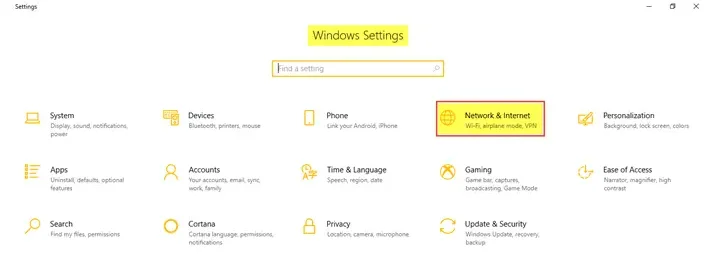 Settings
Windows Settings
Find a setting
System
Display, sound, notifications,
power
Devices
Bluetooth, printers, mouse
Phone
Link your Android, iPhone
Network & Internet
Wi-Fi, airplane mode, VPN
Personalization
Background, lock screen, colors
Apps
Uninstall, defaults, optional
features
Accounts
Your accounts, email, sync,
work, family
Time & Language
Speech, region, date
Gaming
Game bar, captures,
broadcasting, Game Mode
Ease of Access
Narrator, magnifier, high
contrast
Search
Find my files, permissions
Cortana
Cortana language, permissions,
notifications
Privacy
Location, camera, microphone
Update & Security
Windows Update, recovery,
backup